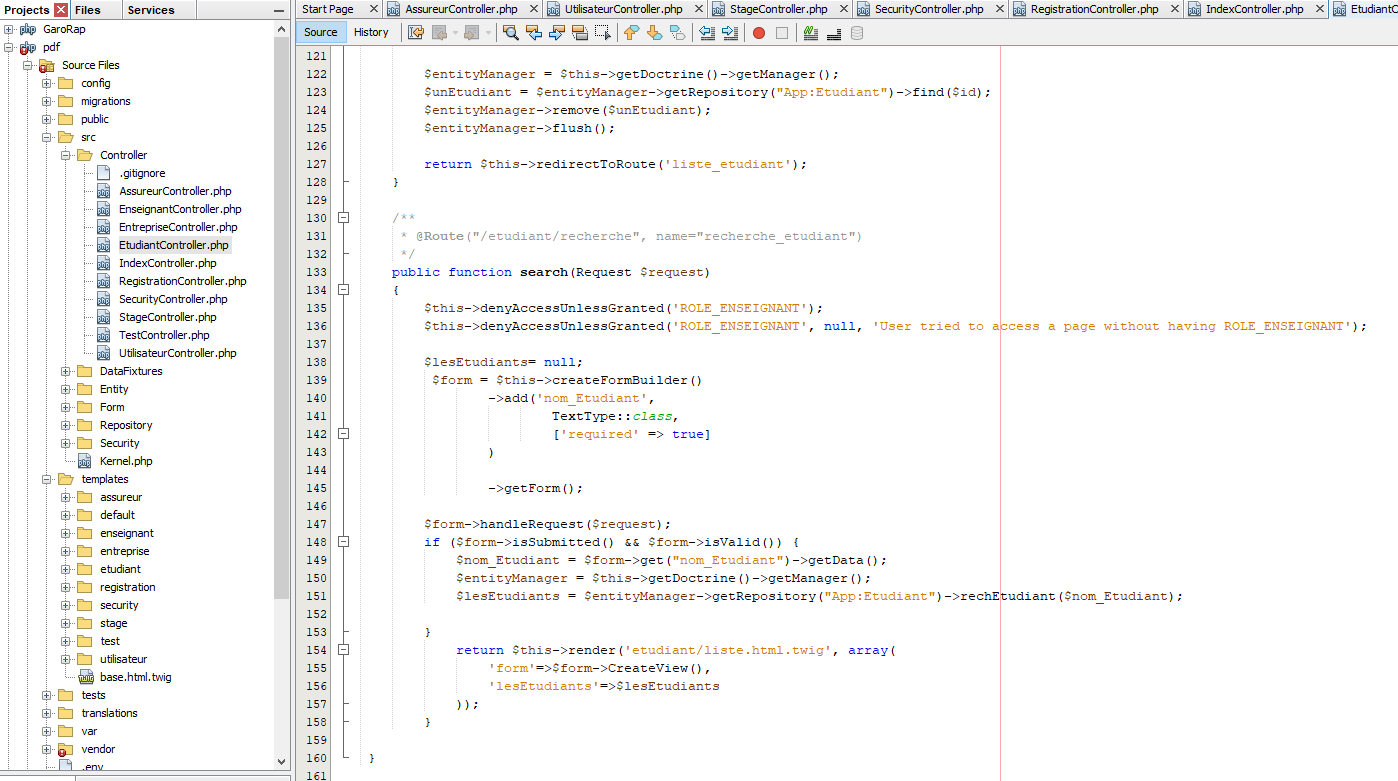 Projects Files Services
GaroRap
pdf
Source Files
config
migrations
public
src
Controller
.gitignore
AssureurController.php
EnseignantController.php
EntrepriseController.php
EtudiantController.php
IndexController.php
RegistrationController.php
SecurityController.php
StageController.php
TestController.php
UtilisateurController.php
DataFixtures
Entity
Form
Repository
Security
Kernel.php
templates
assureur
default
enseignant
entreprise
etudiant
registration
security
stage
test
utilisateur
base.html.twig
tests
translations
var
vendor
.env
Start Page AssureurController.php UtilisateurController.php StageController.php SecurityController.php RegistrationController.php IndexController.php EtudiantC
Source History
121
122 $entityManager = $this->getDoctrine()->getManager();
123 $unEtudiant = $entityManager->getRepository("App:Etudiant")->find($id);
124 $entityManager->remove($unEtudiant);
125 $entityManager->flush();
126
127 return $this->redirectToRoute('liste_etudiant');
128 }
129
130 /**
131 * @Route("/etudiant/recherche", name="recherche_etudiant")
132 */
133 public function search(Request $request)
134 {
135 $this->denyAccessUnlessGranted('ROLE_ENSEIGNANT');
136 $this->denyAccessUnlessGranted('ROLE_ENSEIGNANT', null, 'User tried to access a page without having ROLE_ENSEIGNANT');
137
138 $lesEtudiants= null;
139 $form = $this->createFormBuilder()
140 ->add('nom_Etudiant',
141 TextType::class,
142 ['required' => true]
143 )
144
145 ->getForm();
146
147 $form->handleRequest($request);
148 if ($form->isSubmitted() && $form->isValid()) {
149 $nom_Etudiant = $form->get("nom_Etudiant")->getData();
150 $entityManager = $this->getDoctrine()->getManager();
151 $lesEtudiants = $entityManager->getRepository("App:Etudiant")->rechEtudiant($nom_Etudiant);
152
153 }
154 return $this->render('etudiant/liste.html.twig', array(
155 'form'=>$form->CreateView(),
156 'lesEtudiants'=>$lesEtudiants
157 ));
158 }
159
160 }
161